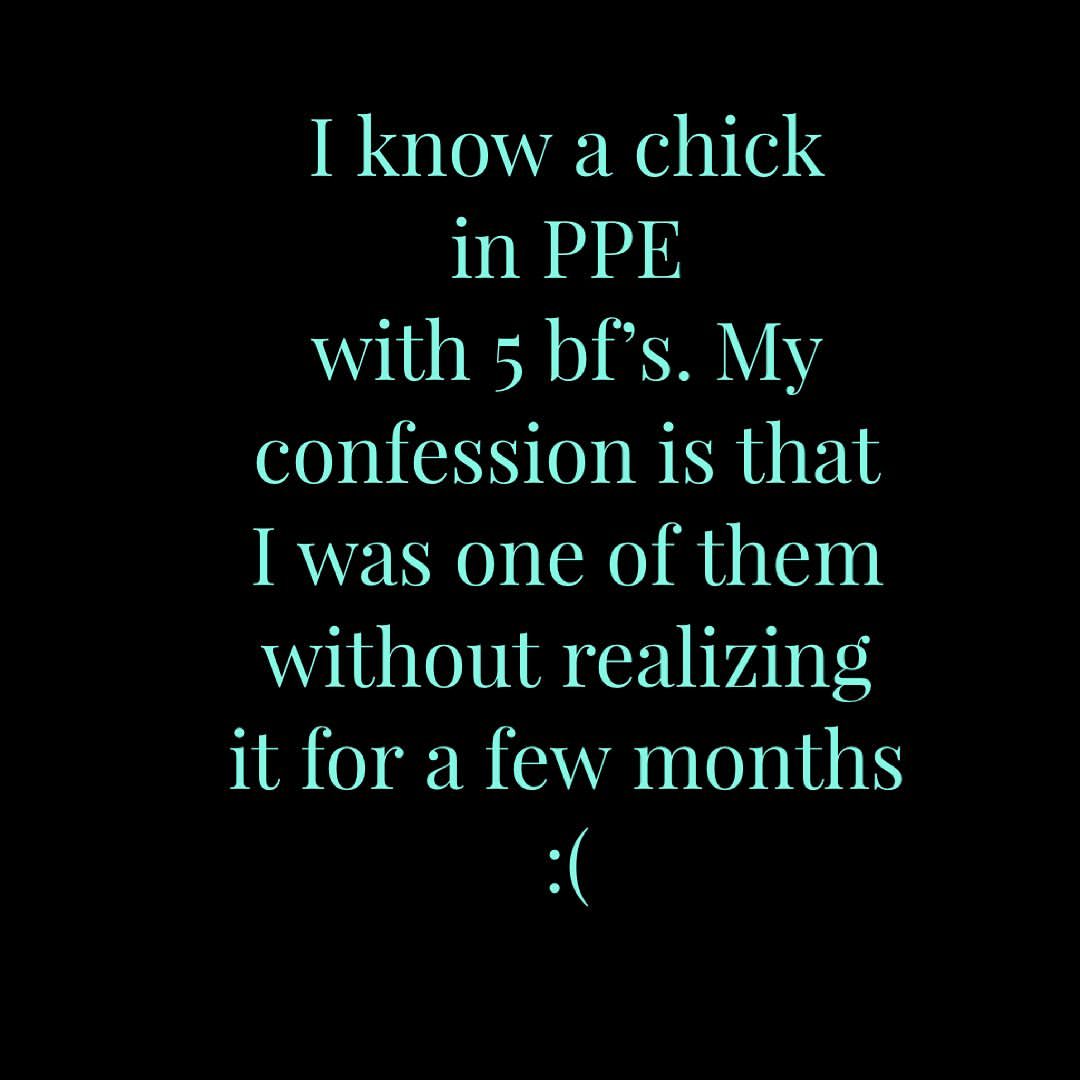 I know a chick
in PPE
with 5 bf’s. My
confession is that
I was one of them
without realizing
it for a few months
:(